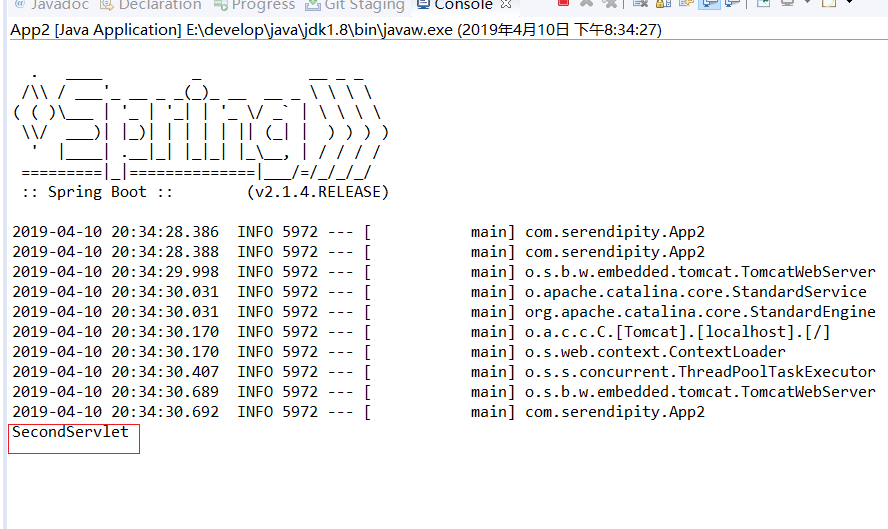 Javadoc Declaration Progress Git Staging Console
App2 [Java Application] E:\develop\java\jdk1.8\bin\javaw.exe (2019年4月10日 下午8:34:27)
  .   ____          _            __ _ _
 /\\ / ___'_ __ _ _(_)_ __  __ _ \ \ \ \
( ( )\___ | '_ | '_| | '_ \/ _` | \ \ \ \
 \\/  ___)| |_)| | | | | || (_| |  ) ) ) )
  '  |____| .__|_| |_|_| |_\__, | / / / /
 =========|_|==============|___/=/_/_/_/
 :: Spring Boot ::        (v2.1.4.RELEASE)
2019-04-10 20:34:28.386  INFO 5972 --- [           main] com.serendipity.App2
2019-04-10 20:34:28.388  INFO 5972 --- [           main] com.serendipity.App2
2019-04-10 20:34:29.998  INFO 5972 --- [           main] o.s.b.w.embedded.tomcat.TomcatWebServer
2019-04-10 20:34:30.031  INFO 5972 --- [           main] o.apache.catalina.core.StandardService
2019-04-10 20:34:30.031  INFO 5972 --- [           main] org.apache.catalina.core.StandardEngine
2019-04-10 20:34:30.170  INFO 5972 --- [           main] o.a.c.c.C.[Tomcat].[localhost].[/]
2019-04-10 20:34:30.170  INFO 5972 --- [           main] o.s.web.context.ContextLoader
2019-04-10 20:34:30.407  INFO 5972 --- [           main] o.s.s.concurrent.ThreadPoolTaskExecutor
2019-04-10 20:34:30.689  INFO 5972 --- [           main] o.s.b.w.embedded.tomcat.TomcatWebServer
2019-04-10 20:34:30.692  INFO 5972 --- [           main] com.serendipity.App2
SecondServlet